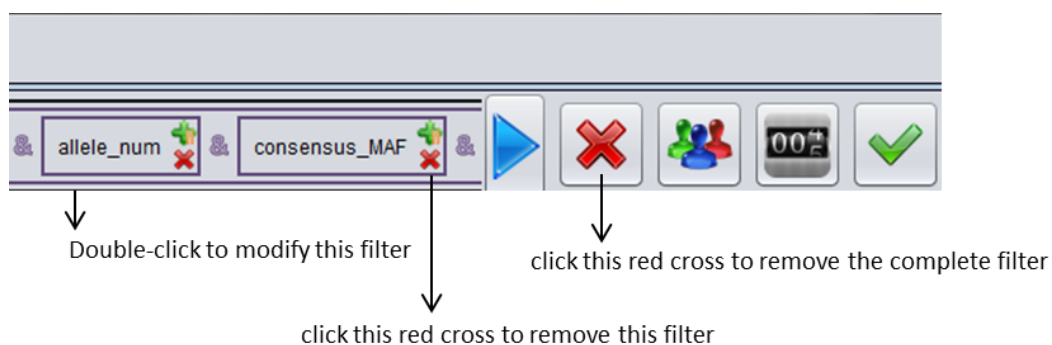 & allele_num & consensus_MAF &
Double-click to modify this filter
click this red cross to remove the complete filter
click this red cross to remove this filter